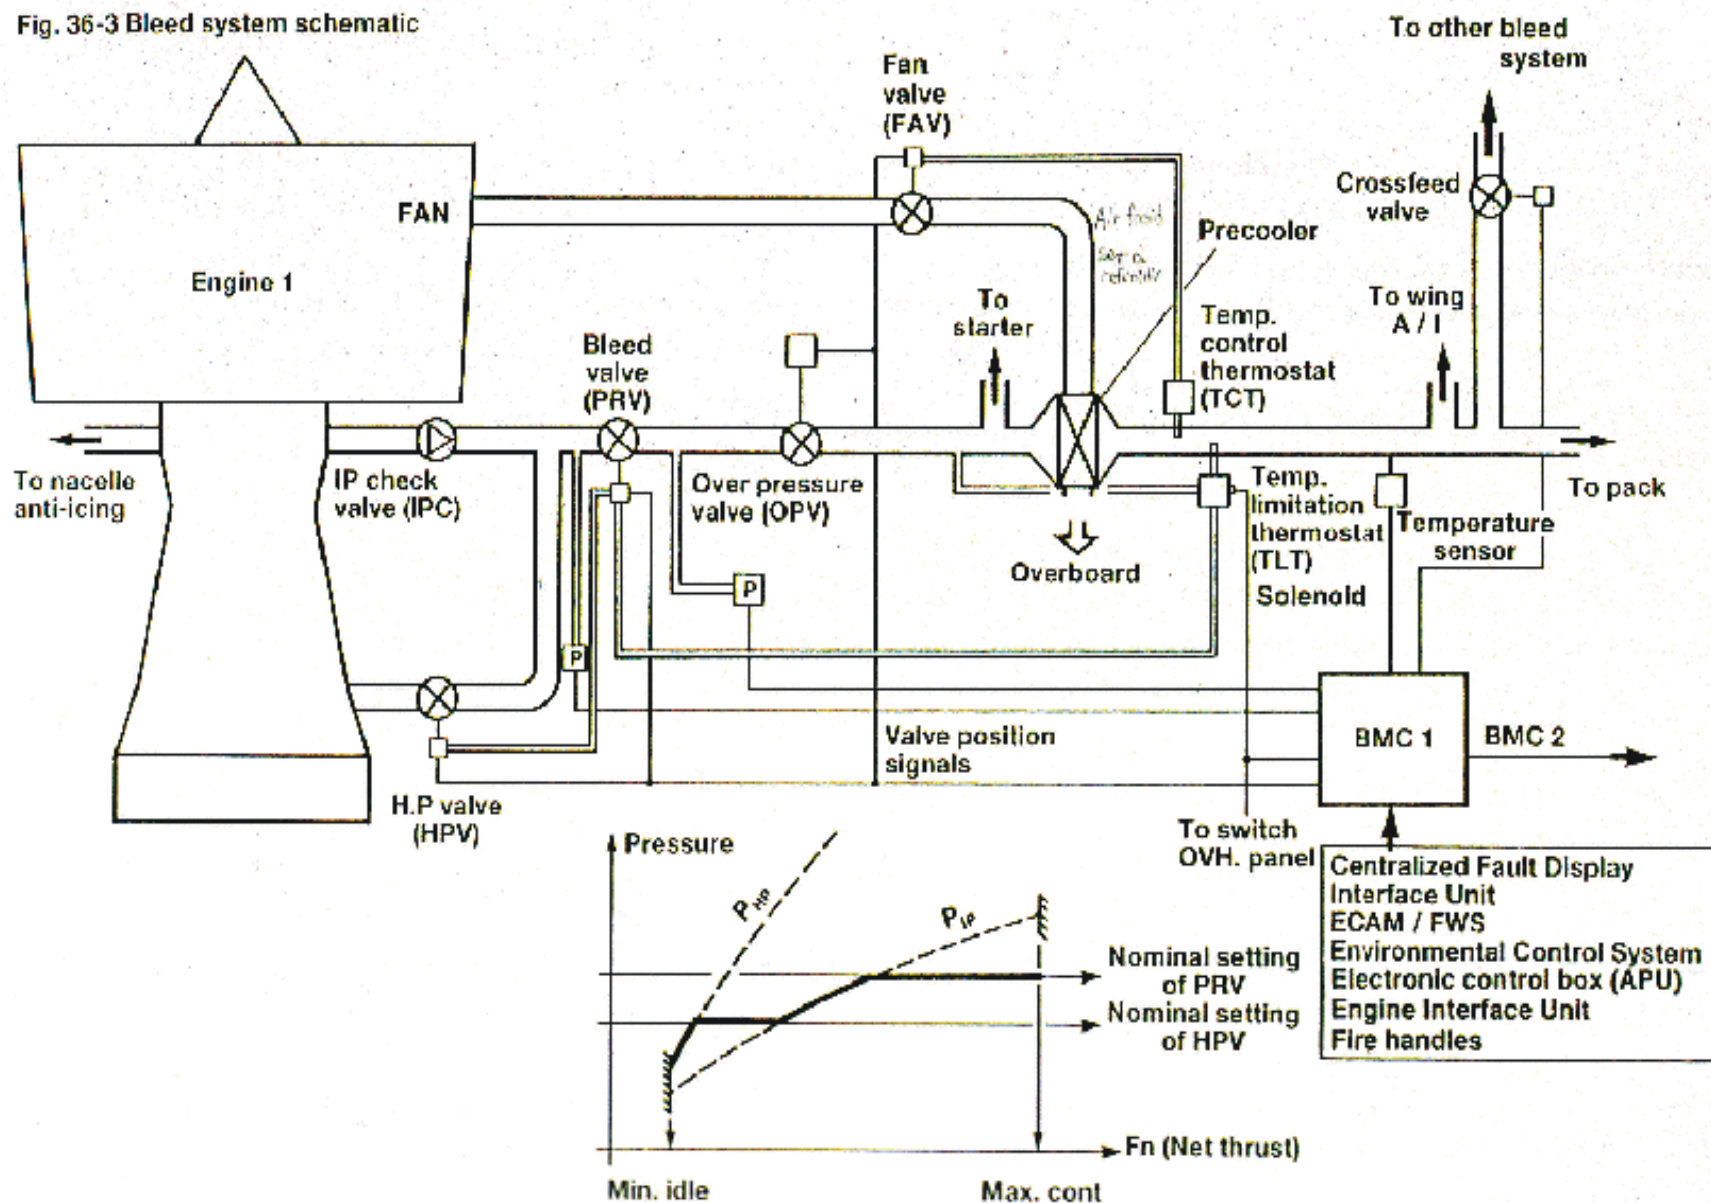 Fig. 36-3 Bleed system schematic
To other bleed
system
Fan
valve
(FAV)
FAN
Crossfeed
valve
Air
Precooler
Engine 1
To
starter
To wing
A / I
Temp.
control
thermostat
(TCT)
Bleed
valve
(PRV)
To nacelle
anti-icing
IP check
valve (IPC)
Over pressure
valve (OPV)
Temp.
limitation
thermostat
(TLT)
Solenoid
To pack
Temperature
sensor
Overboard
P
P
Valve position
signals
BMC 1
BMC 2
H.P valve
(HPV)
To switch
OVH. panel
Centralized Fault Display
Interface Unit
ECAM / FWS
Environmental Control System
Electronic control box (APU)
Engine Interface Unit
Fire handles
Pressure
P HP
P IP
Nominal setting
of PRV
Nominal setting
of HPV
Fn (Net thrust)
Min. idle
Max. cont